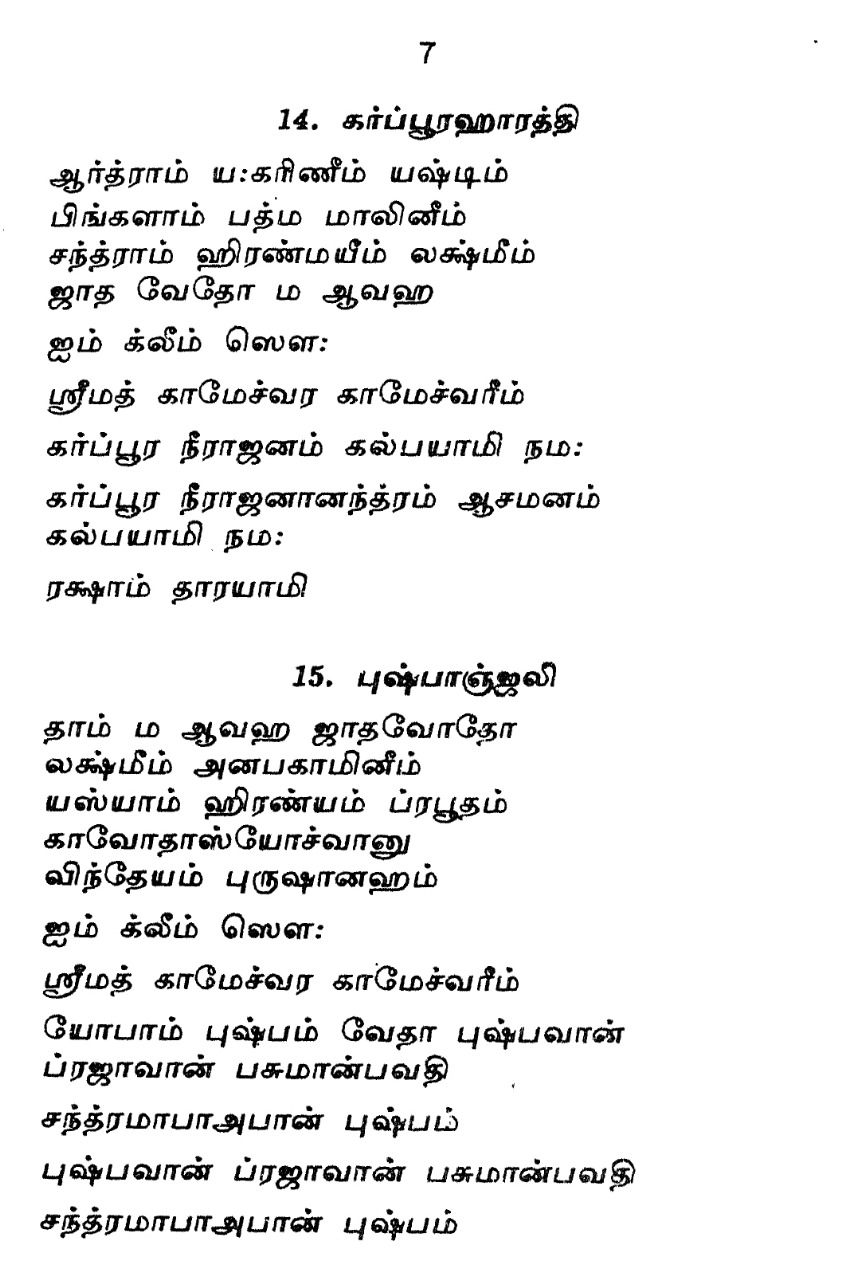 7
14. கர்ப்பூரஹாரத்தி
ஆர்த்ராம் ய:கரிணீம் யஷ்டிம்
பிங்களாம் பத்ம மாலினீம்
சந்த்ராம் ஹிரண்மயீம் லக்ஷ்மீம்
ஜாத வேதோ ம ஆவஹ
ஐம் க்லீம் ஸௌ:
ஸ்ரீமத் காமேச்வர காமேச்வரீம்
கர்ப்பூர நீராஜனம் கல்பயாமி நம:
கர்ப்பூர நீராஜனானந்த்ரம் ஆசமனம்
கல்பயாமி நம:
ரக்ஷாம் தாரயாமி
15. புஷ்பாஞ்ஜலி
தாம் ம ஆவஹ ஜாதவோதோ
லக்ஷ்மீம் அனபகாமினீம்
யஸ்யாம் ஹிரண்யம் ப்ரபூதம்
காவோதாஸ்யோச்வானு
விந்தேயம் புருஷானஹம்
ஐம் க்லீம் ஸௌ:
ஸ்ரீமத் காமேச்வர காமேச்வரீம்
யோபாம் புஷ்பம் வேதா புஷ்பவான்
ப்ரஜாவான் பசுமான்பவதி
சந்த்ரமாபாஅபான் புஷ்பம்
புஷ்பவான் ப்ரஜாவான் பசுமான்பவதி
சந்த்ரமாபாஅபான் புஷ்பம்